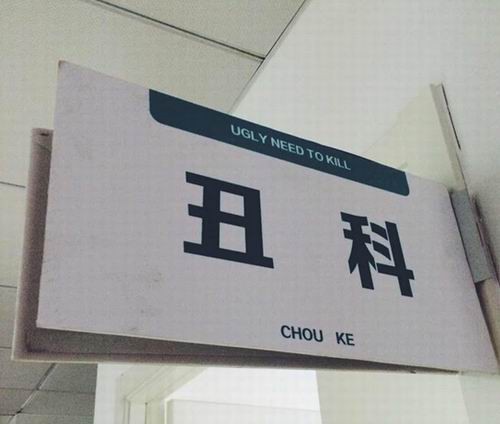 UGLY NEED TO KILL
丑科
CHOU KE